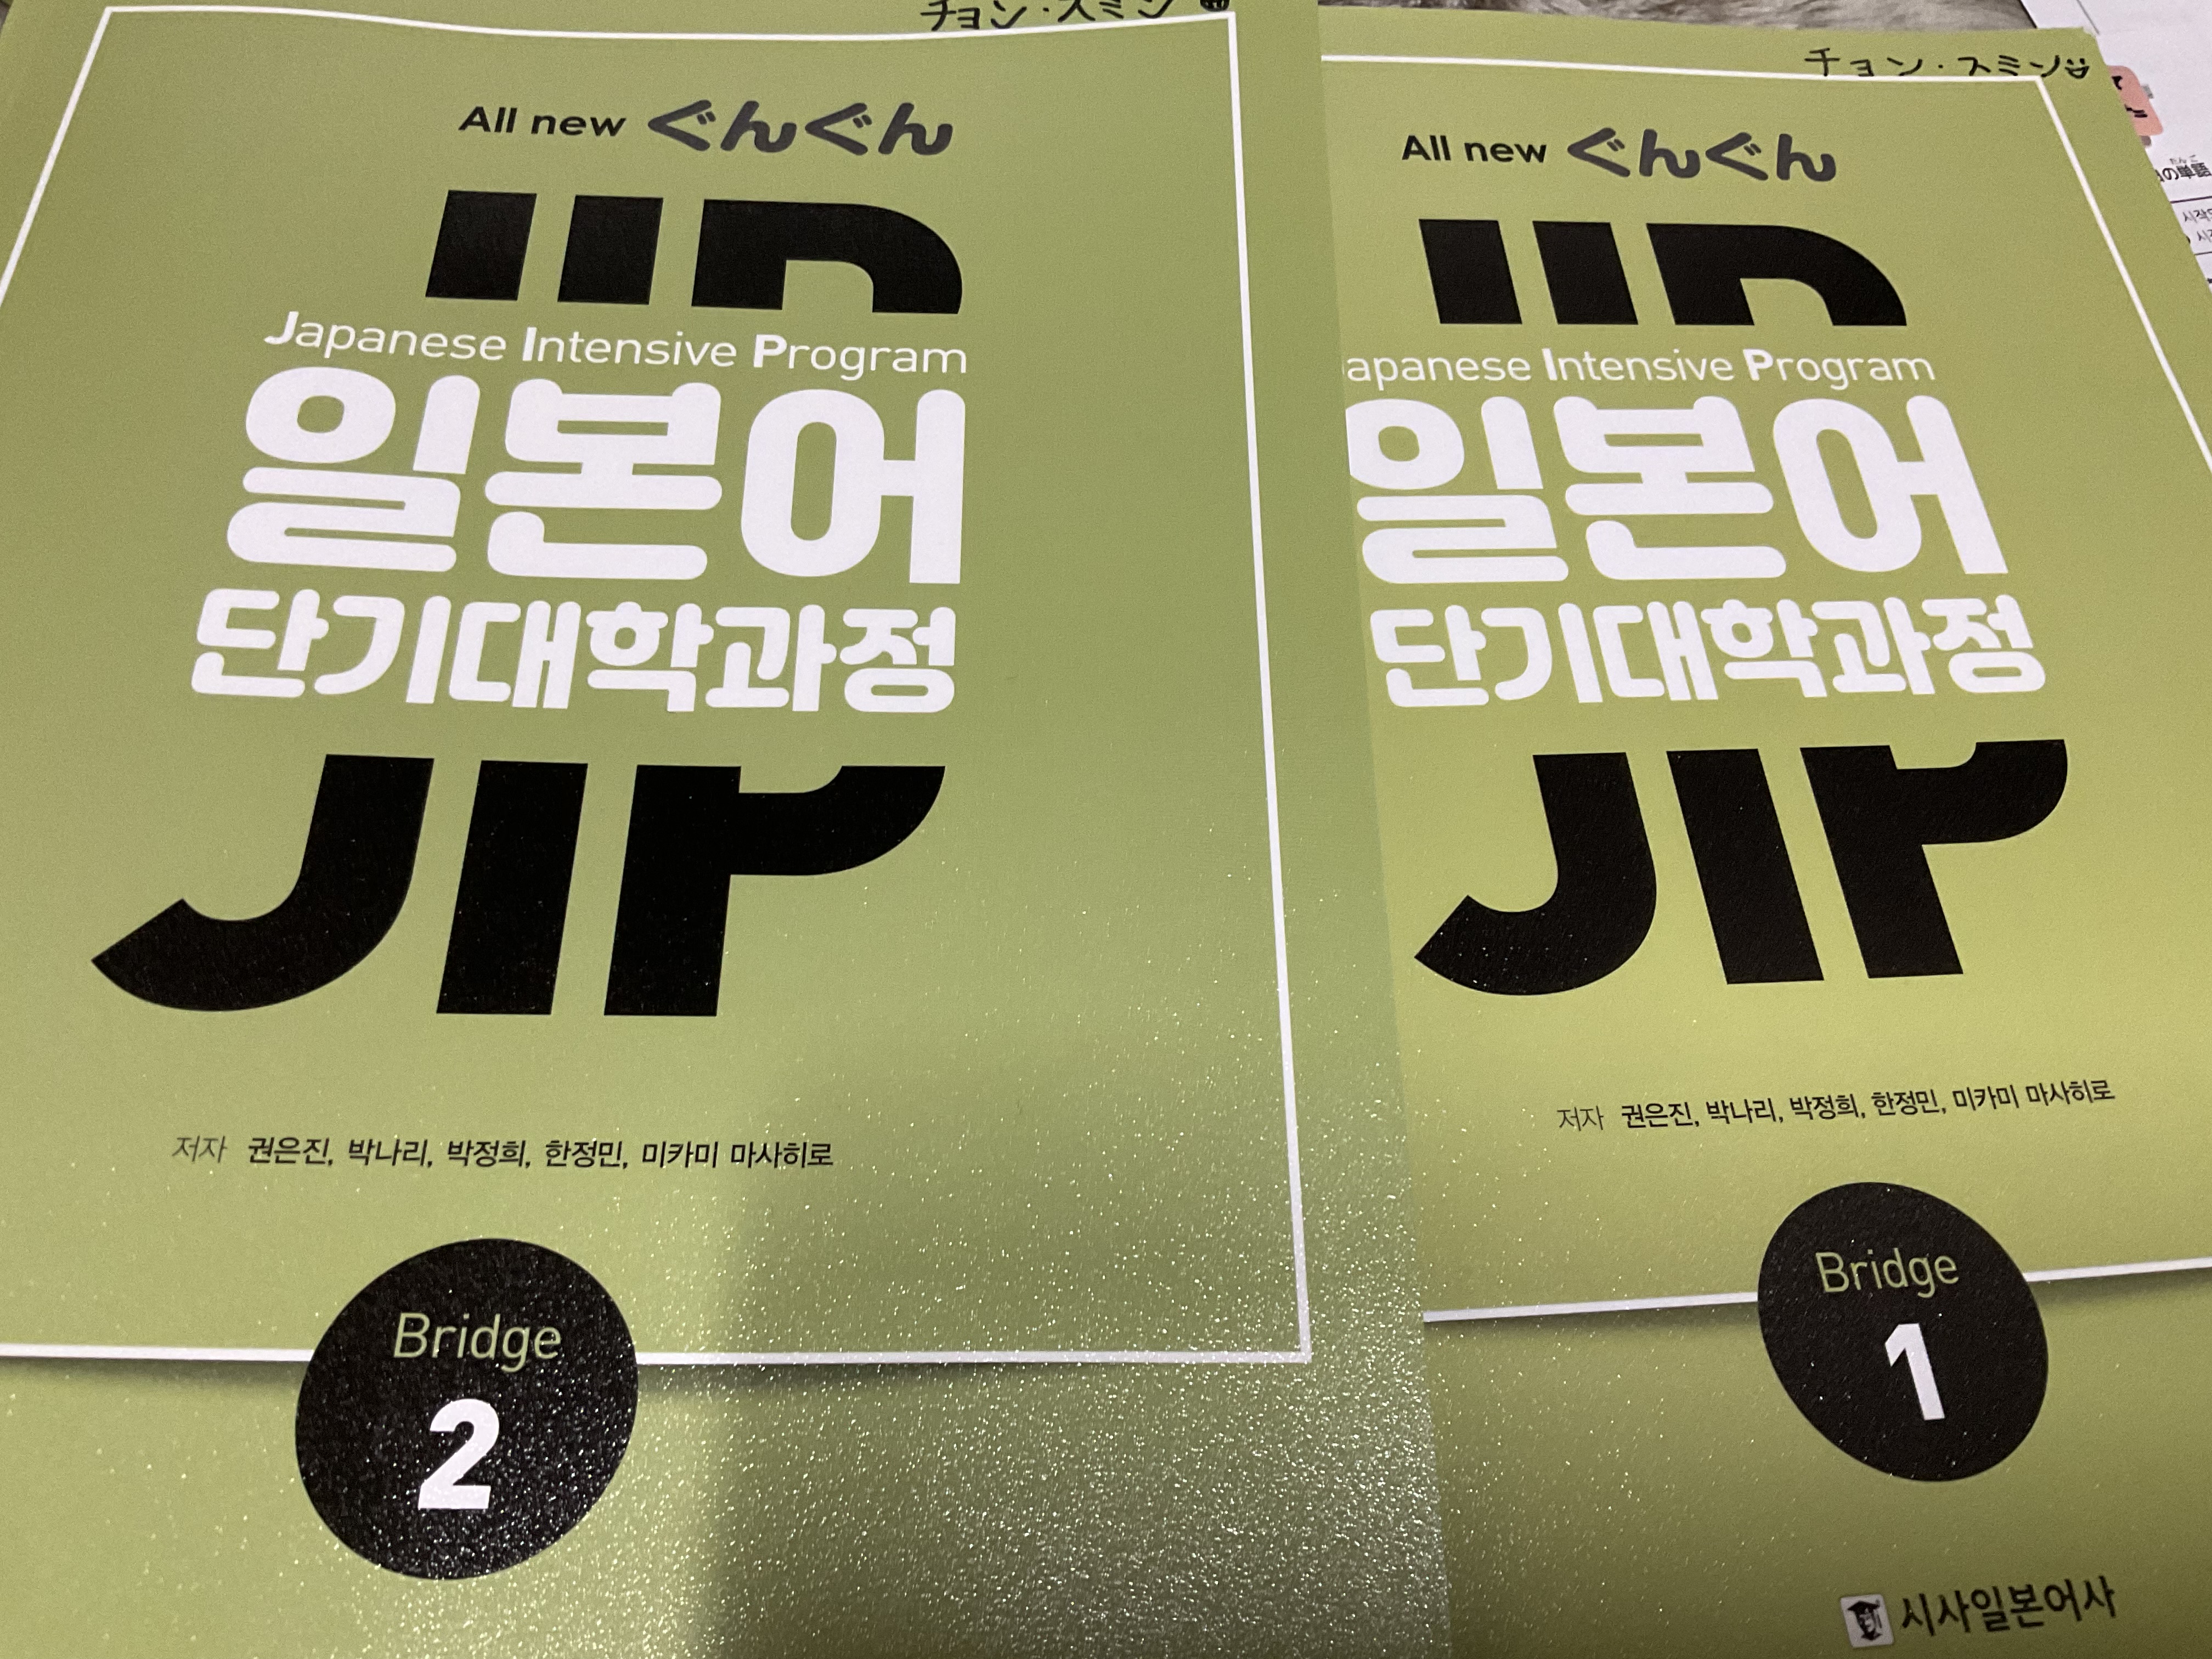 チョン・スミン
All new ぐんぐん
JIP
Japanese Intensive Program
일본어
단기대학과정
JIP
저자 권은진, 박나리, 박정희, 한정민, 미카미 마사히로
Bridge
2
チョン・スミン
All new ぐんぐん
JIP
apanese Intensive Program
일본어
단기대학과정
JIP
저자 권은진, 박나리, 박정희, 한정민, 미카미 마사히로
Bridge
1
시사일본어사
の単語